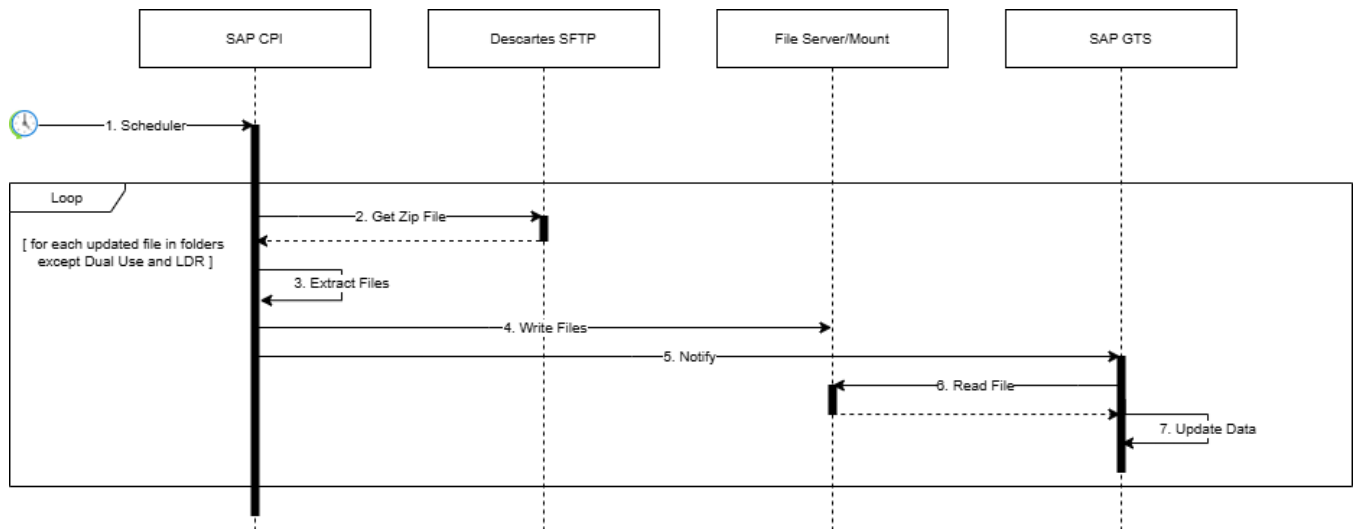 SAP CPI
Descartes SFTP
File Server/Mount
SAP GTS
1. Scheduler
Loop
[ for each updated file in folders
except Dual Use and LDR ]
2. Get Zip File
3. Extract Files
4. Write Files
5. Notify
6. Read File
7. Update Data